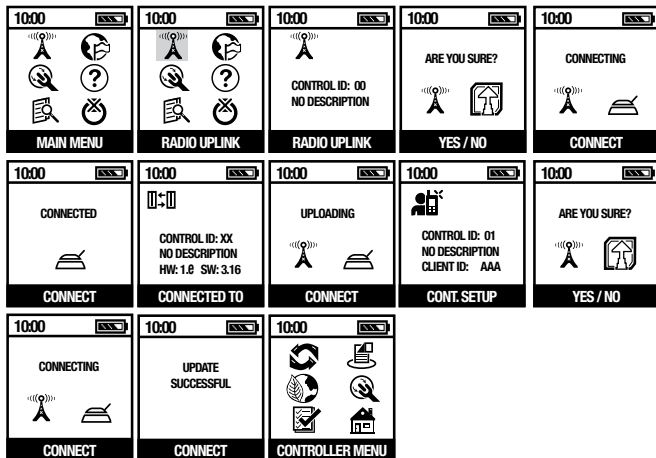 10:00
MAIN MENU
10:00
RADIO UPLINK
10:00
CONTROL ID: 00
NO DESCRIPTION
RADIO UPLINK
10:00
ARE YOU SURE?
YES / NO
10:00
CONNECTING
CONNECT
10:00
CONNECTED
CONNECT
10:00
CONTROL ID: XX
NO DESCRIPTION
HW: 1.e SW: 3.16
CONNECTED TO
10:00
UPLOADING
CONNECT
10:00
CONTROL ID: 01
NO DESCRIPTION
CLIENT ID: AAA
CONT. SETUP
10:00
ARE YOU SURE?
YES / NO
10:00
CONNECTING
CONNECT
10:00
UPDATE
SUCCESSFUL
CONNECT
10:00
CONTROLLER MENU